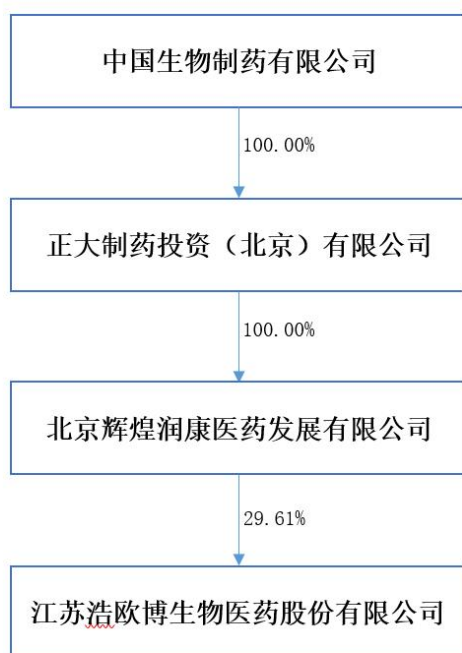 中国生物制药有限公司
100.00%
正大制药投资（北京）有限公司
100.00%
北京辉煌润康医药发展有限公司
29.61%
江苏浩欧博生物医药股份有限公司